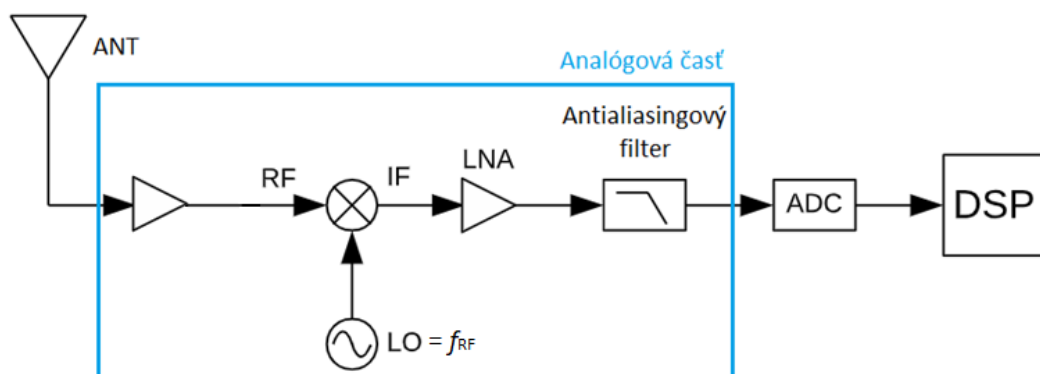 ANT
Analógová časť
Antialiasingový
filter
RF
IF
LNA
ADC
DSP
LO = fRF